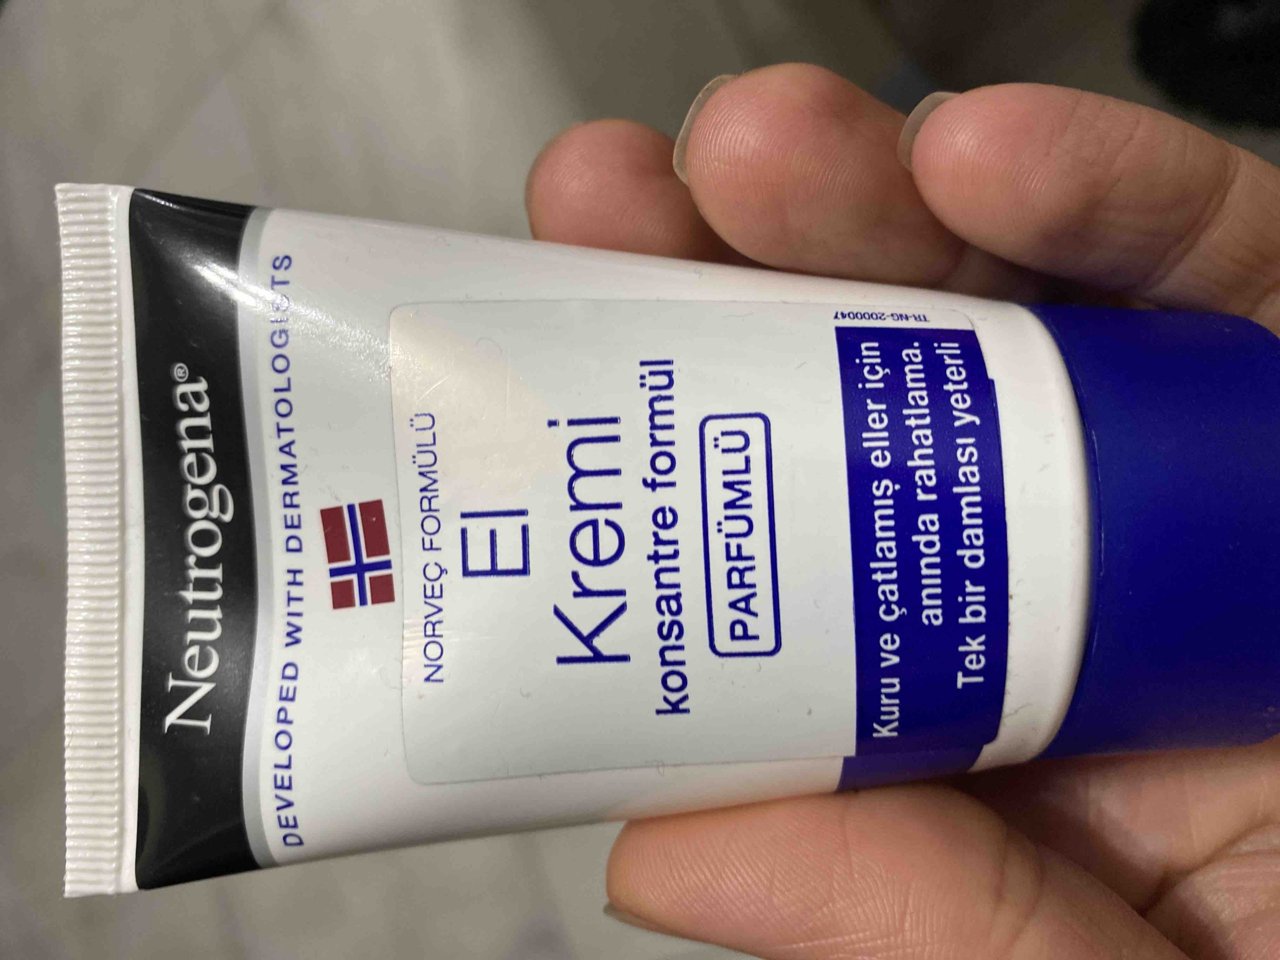 Neutrogena®
DEVELOPED WITH DERMATOLOGISTS
NORVEÇ FORMÜLÜ
El
Kremi
konsantre formül
PARFÜMLÜ
TR-NG-2000047
Kuru ve çatlamış eller için
anında rahatlama.
Tek bir damlası yeterli